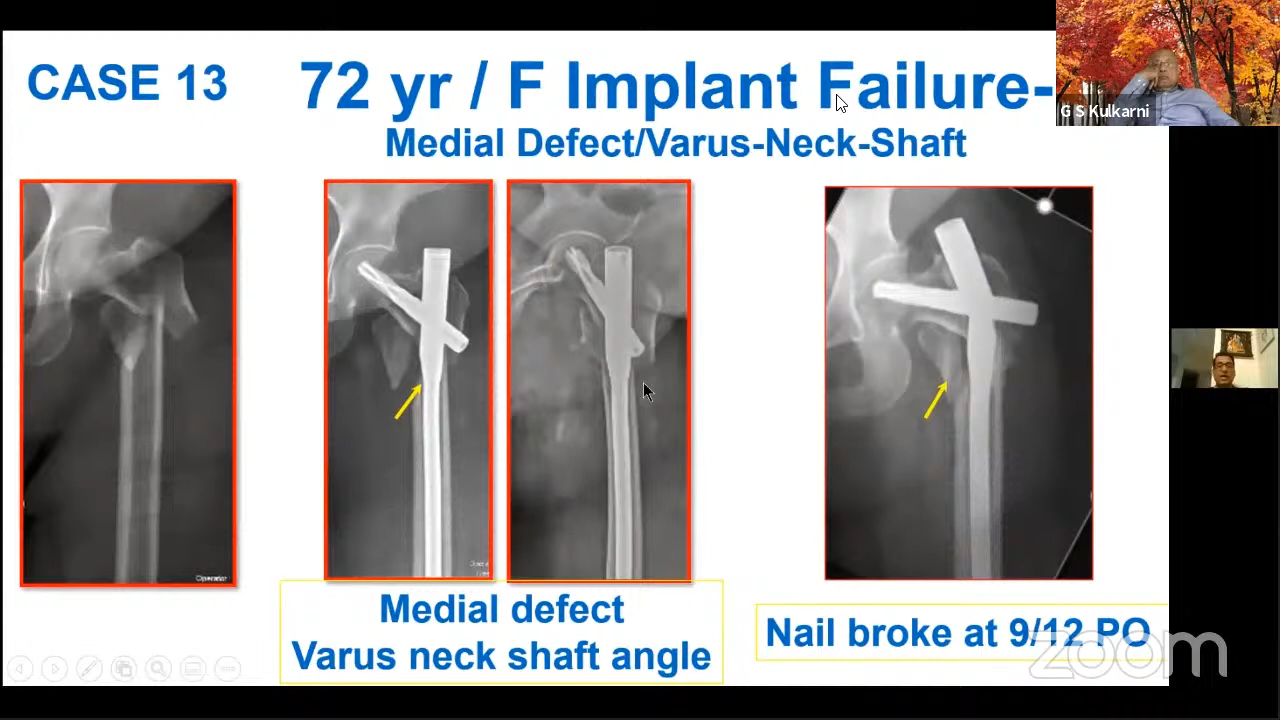 CASE 13
72 yr / F Implant Failure-
Medial Defect/Varus-Neck-Shaft
G S Kulkarni
Operator
Medial defect
Varus neck shaft angle
Nail broke at 9/12 PO
zoom